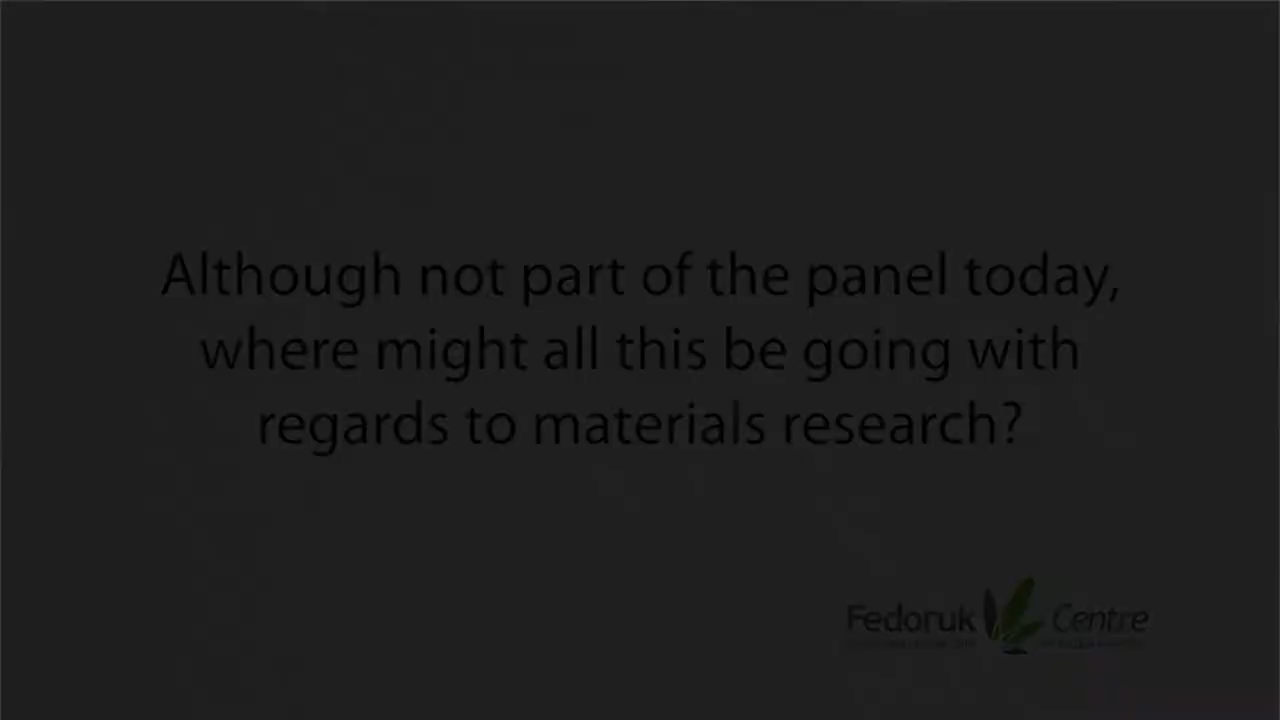 Although not part of the panel today,
where might all this be going with
regards to materials research?
Fedoruk Centre